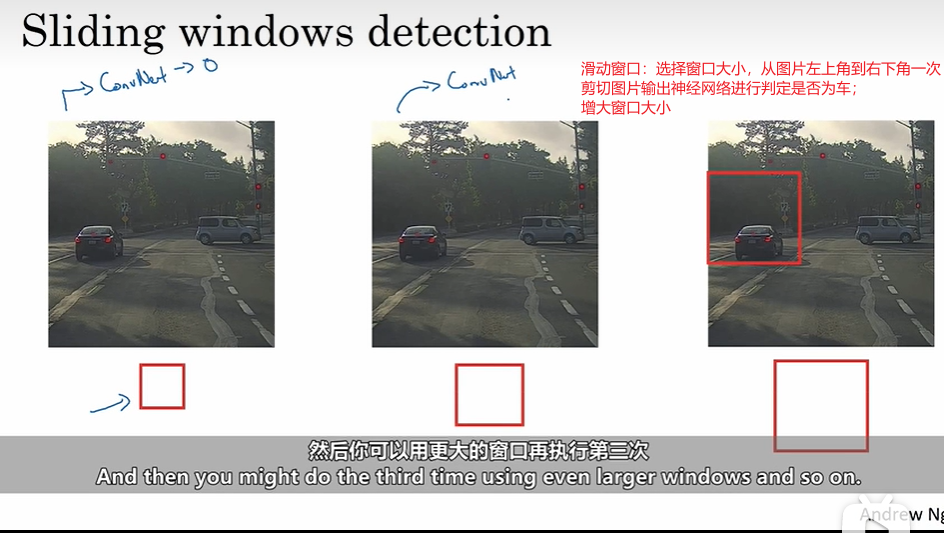 Sliding windows detection
→ ConvNet → 0
→ ConvNet
滑动窗口：选择窗口大小，从图片左上角到右下角一次
剪切图片输出神经网络进行判定是否为车；
增大窗口大小
然后你可以用更大的窗口再执行第三次
And then you might do the third time using even larger windows and so on.
Andrew Ng